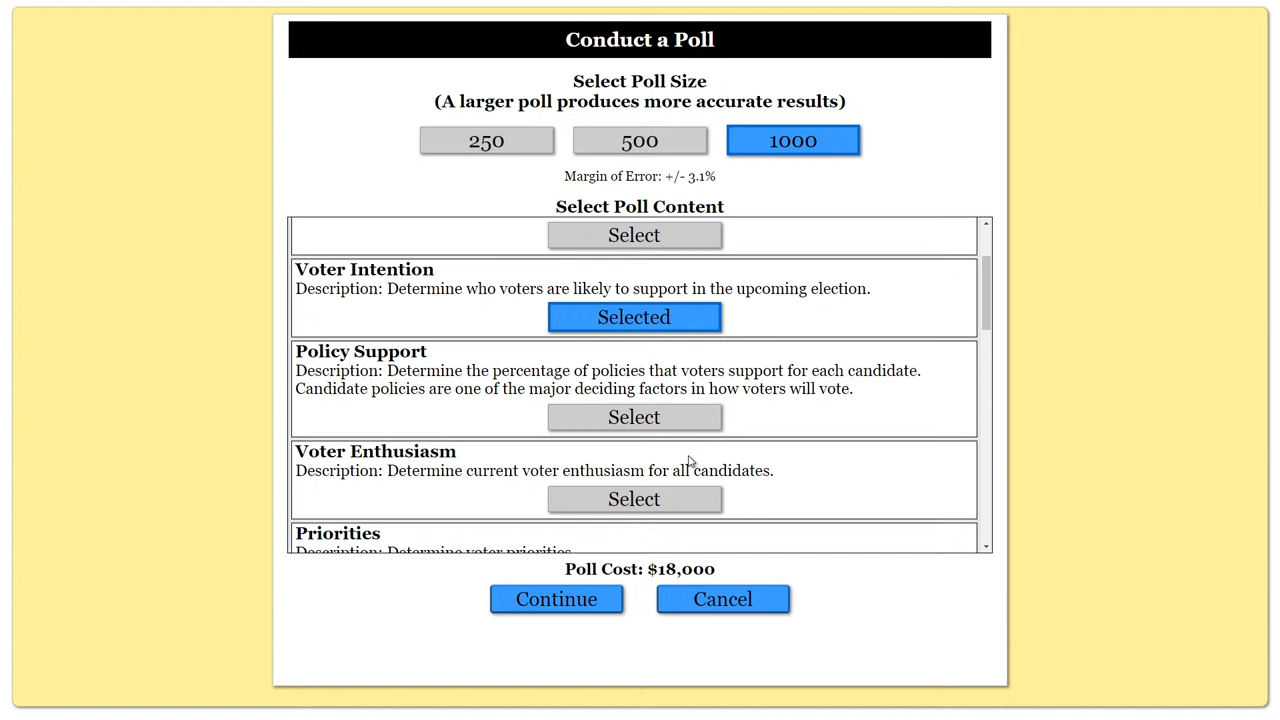 Conduct a Poll
Select Poll Size
(A larger poll produces more accurate results)
250
500
1000
Margin of Error: +/- 3.1%
Select Poll Content
Select
Voter Intention
Description: Determine who voters are likely to support in the upcoming election.
Selected
Policy Support
Description: Determine the percentage of policies that voters support for each candidate.
Candidate policies are one of the major deciding factors in how voters will vote.
Select
Voter Enthusiasm
Description: Determine current voter enthusiasm for all candidates.
Select
Priorities
Description: Determine voter priorities
Poll Cost: $18,000
Continue
Cancel